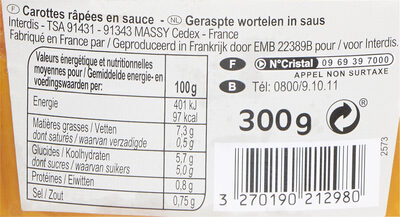 F Carottes râpées en sauce - NL Geraspte wortelen in saus
Interdis - TSA 91431 - 91343 MASSY Cedex - France
Fabriqué en France par / Geproduceerd in Frankrijk door EMB 22389B pour / voor Interdis.
Valeurs énergétique et nutritionnelles
moyennes pour / Gemiddelde energie- en
voedingswaarden per: 100g
Energie 401 kJ
97 kcal
Matières grasses / Vetten 7.3 g
dont saturés / waarvan verzadigde 0.5 g
Glucides / Koolhydraten 5.7 g
dont sucres / waarvan suikers 5.0 g
Protéines / Eiwitten 0.8 g
Sel / Zout 0.75 g
F N°Cristal 09 69 39 7000
APPEL NON SURTAXE
B Tél: 0800/9.10.11
300g
2573
3 270190 212980